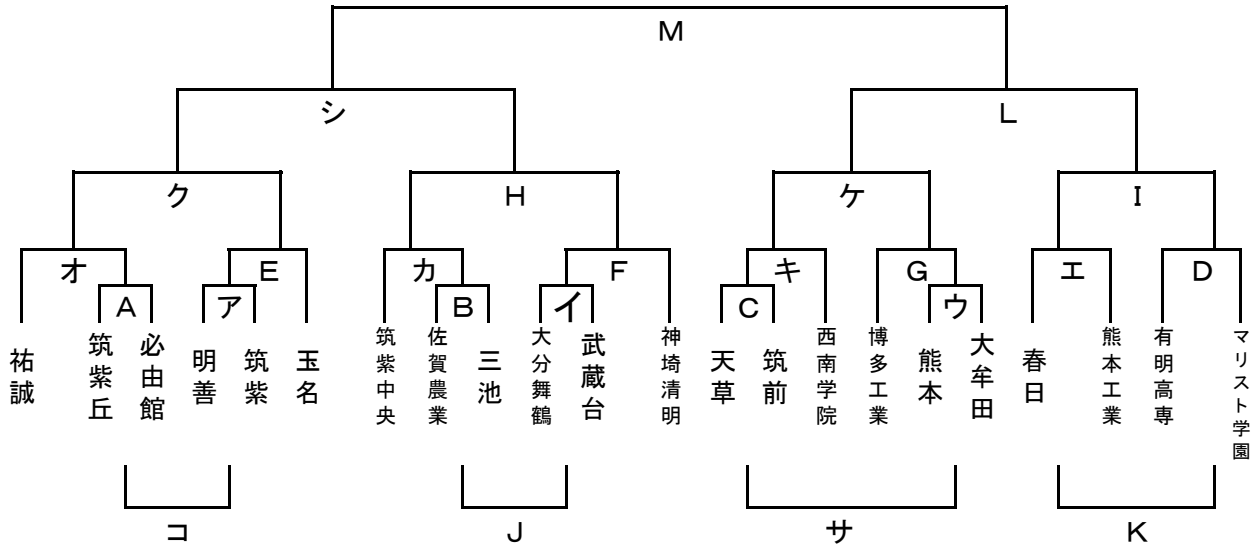 M
シ L
ク H ケ I
オ E カ F キ G エ D
A ア B イ C ウ
祐誠 筑紫丘 必由館 明善 筑紫 玉名 筑紫中央 佐賀農業 三池 大分舞鶴 武蔵台 神埼清明 天草 筑前 西南学院 博多工業 熊本 大牟田 春日 熊本工業 有明高専 マリスト学園
コ J サ K